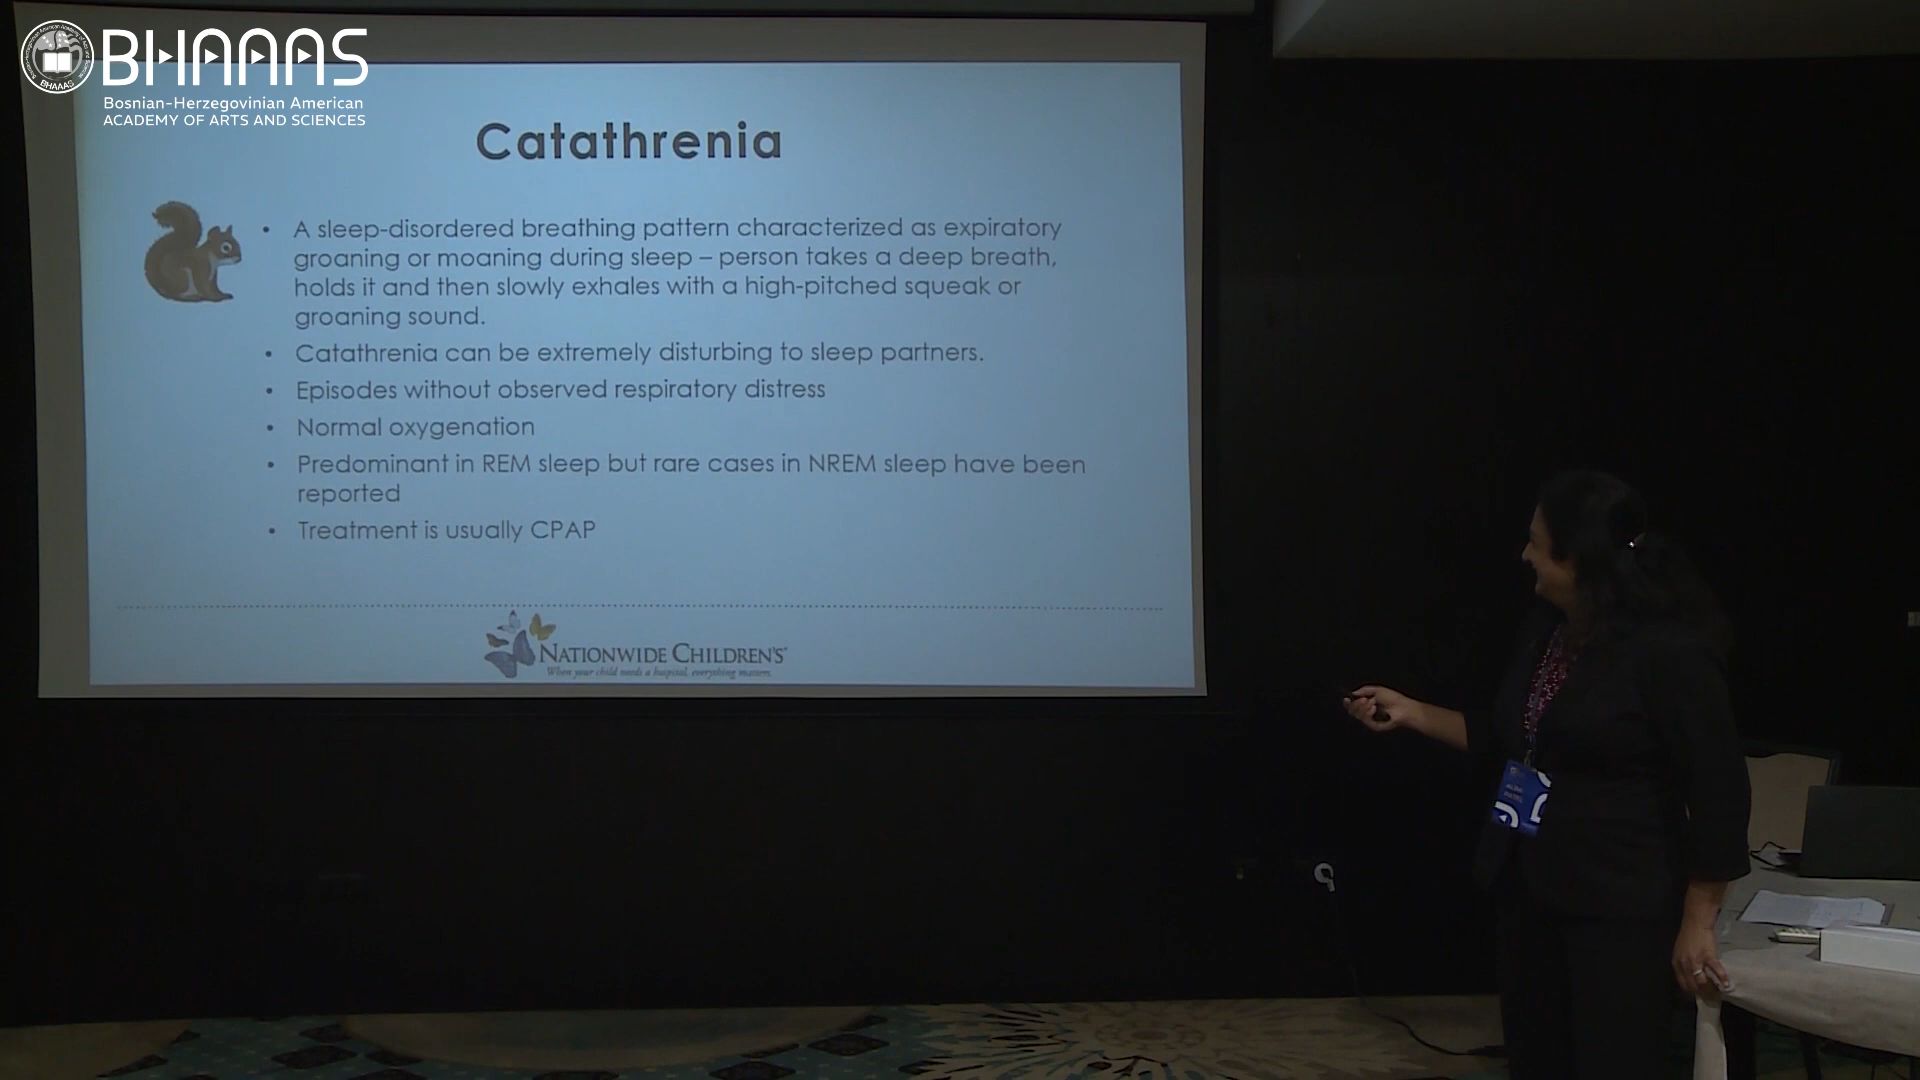 BHAAAS
Bosnian-Herzegovinian American
ACADEMY OF ARTS AND SCIENCES
BHAAAS
Catathrenia
• A sleep-disordered breathing pattern characterized as expiratory
groaning or moaning during sleep – person takes a deep breath,
holds it and then slowly exhales with a high-pitched squeak or
groaning sound.
• Catathrenia can be extremely disturbing to sleep partners.
• Episodes without observed respiratory distress
• Normal oxygenation
• Predominant in REM sleep but rare cases in NREM sleep have been
reported
• Treatment is usually CPAP
NATIONWIDE CHILDREN'S
When your child needs a hospital, everything matters.